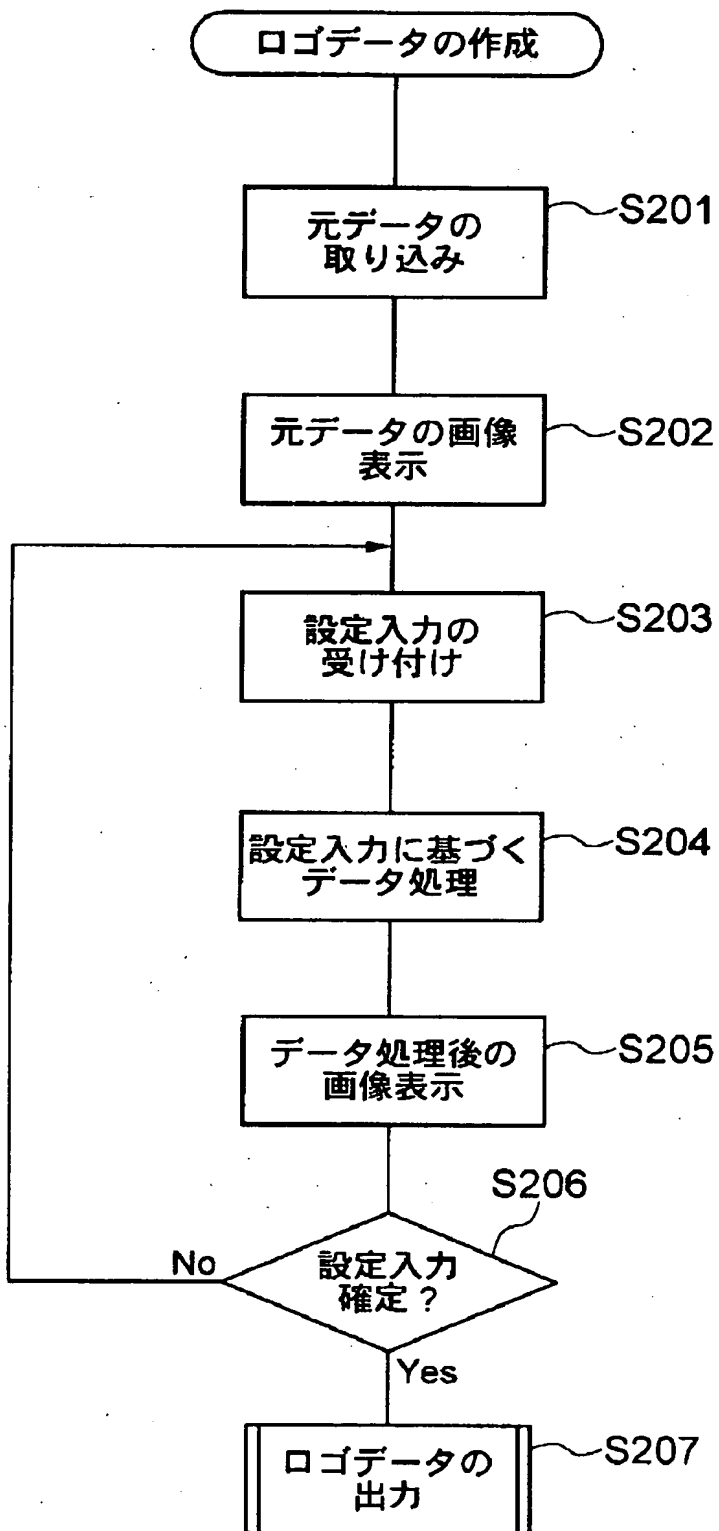 ロゴデータの作成
元データの
取り込み
S201
元データの画像
表示
S202
設定入力の
受け付け
S203
設定入力に基づく
データ処理
S204
データ処理後の
画像表示
S205
S206
設定入力
確定？
No
Yes
ロゴデータの
出力
S207